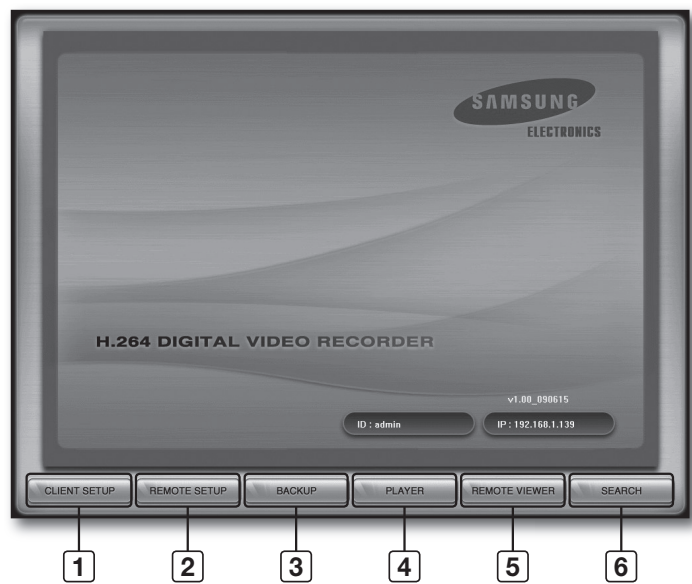 SAMSUNG
ELECTRONICS
H.264 DIGITAL VIDEO RECORDER
v1.00_090615
ID : admin
IP : 192.168.1.139
CLIENT SETUP
REMOTE SETUP
BACKUP
PLAYER
REMOTE VIEWER
SEARCH
1
2
3
4
5
6